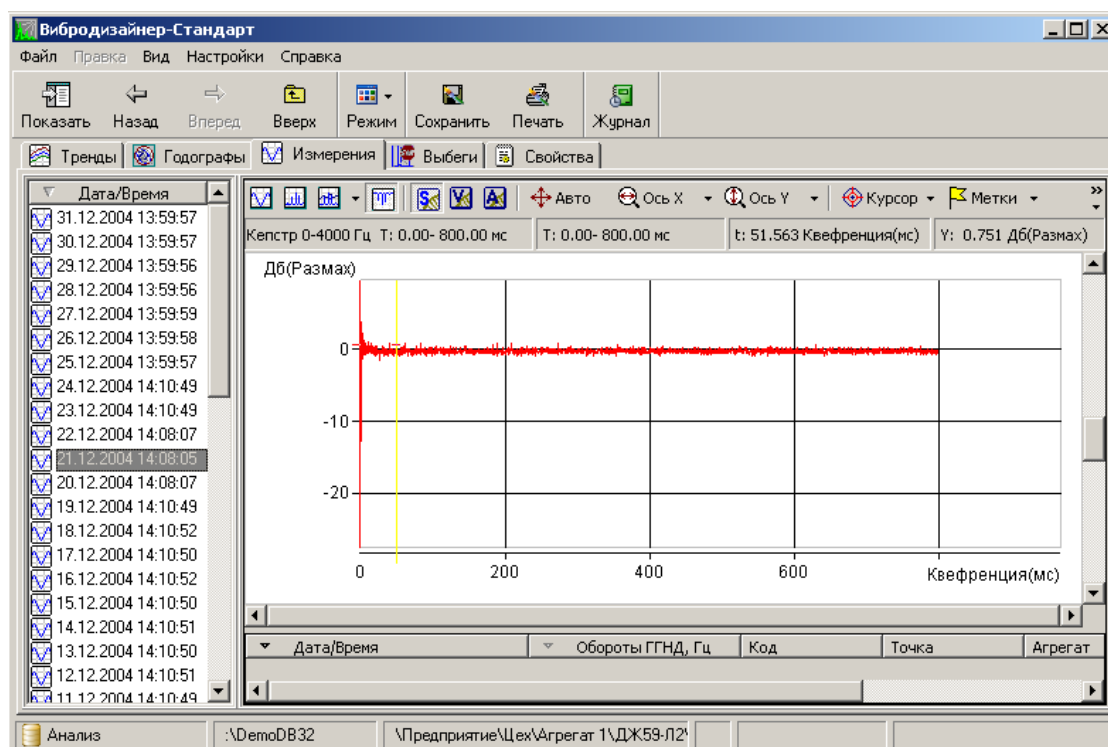 Вибродизайнер-Стандарт
Файл Правка Вид Настройки Справка
Показать Назад Вперед Вверх Режим Сохранить Печать Журнал
Тренды Годографы Измерения Выбеги Свойства
Дата/Время
31.12.2004 13:59:57
30.12.2004 13:59:57
29.12.2004 13:59:56
28.12.2004 13:59:56
27.12.2004 13:59:59
26.12.2004 13:59:58
25.12.2004 13:59:57
24.12.2004 14:10:49
23.12.2004 14:10:49
22.12.2004 14:08:07
21.12.2004 14:08:05
20.12.2004 14:08:07
19.12.2004 14:10:49
18.12.2004 14:10:52
17.12.2004 14:10:50
16.12.2004 14:10:52
15.12.2004 14:10:50
14.12.2004 14:10:51
13.12.2004 14:10:50
12.12.2004 14:10:51
11.12.2004 14:10:49
S V A Авто Ось X Ось Y Курсор Метки »
Кепстр 0-4000 Гц T: 0.00- 800.00 мс T: 0.00- 800.00 мс t: 51.563 Квефренция(мс) Y: 0.751 Дб(Размах)
Дб(Размах)
0
-10
-20
0 200 400 600 Квефренция(мс)
Дата/Время Обороты ГГНД, Гц Код Точка Агрегат
Анализ :\DemoDB32 \Предприятие\Цех\Агрегат 1\ДЖ59-Л2\